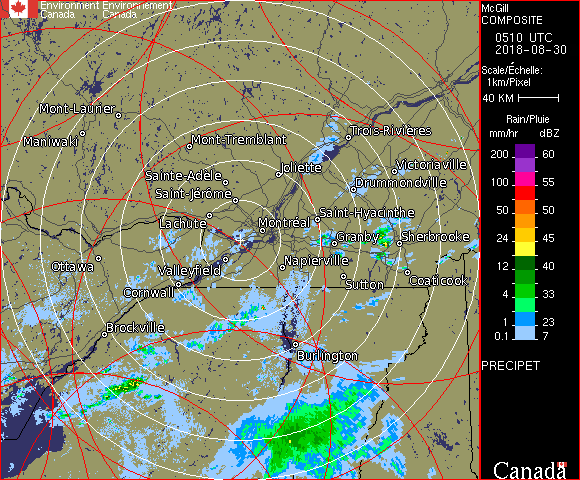 Environment Environnement
Canada Canada
McGill
COMPOSITE
0510 UTC
2018-08-30
Scale/Échelle:
1km/Pixel
40 KM
Rain/Pluie
mm/hr dBZ
200 60
100 55
50 50
24 45
12 40
4 33
1 23
0.1 7
PRECIPET
Canada
Mont-Laurier
Maniwaki
Mont-Tremblant
Trois-Rivières
Sainte-Adèle
Joliette
Victoriaville
Saint-Jérôme
Drummondville
Lachute
Montréal
Saint-Hyacinthe
Granby
Sherbrooke
Ottawa
Valleyfield
Napierville
Cornwall
Sutton
Coaticook
Brockville
Burlington